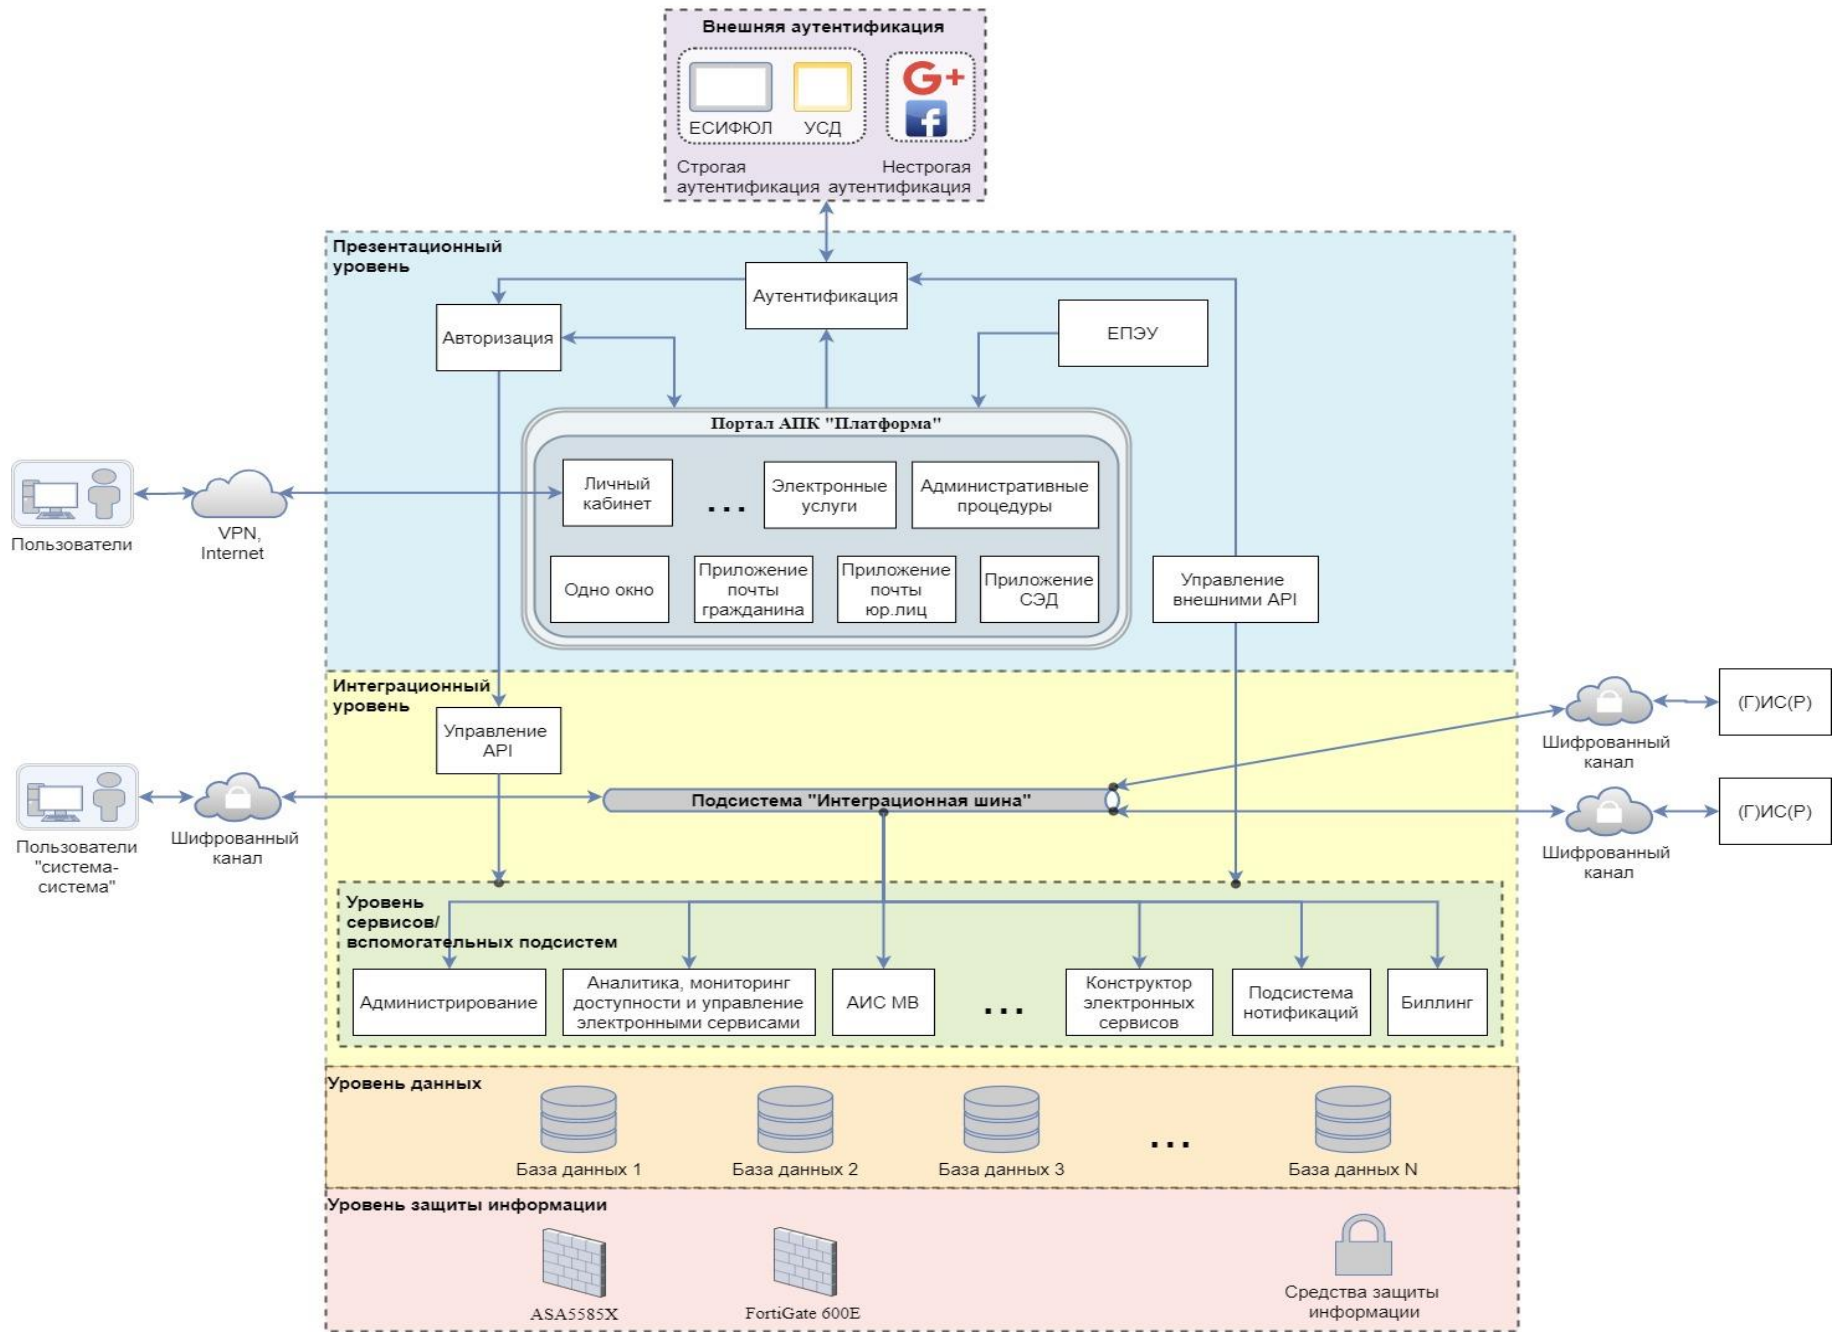 Внешняя аутентификация
G+
f
ЕСИФЮЛ
УСД
Строгая
аутентификация
Нестрогая
аутентификация
Презентационный
уровень
Аутентификация
Авторизация
ЕПЭУ
Портал АПК "Платформа"
Личный
кабинет
...
Электронные
услуги
Административные
процедуры
Одно окно
Приложение
почты
гражданина
Приложение
почты
юр.лиц
Приложение
СЭД
Управление
внешними API
Пользователи
VPN,
Internet
Интеграционный
уровень
Управление
API
Подсистема "Интеграционная шина"
Пользователи
"система-
система"
Шифрованный
канал
Шифрованный
канал
(Г)ИС(Р)
Шифрованный
канал
(Г)ИС(Р)
Уровень
сервисов/
вспомогательных подсистем
Администрирование
Аналитика, мониторинг
доступности и управление
электронными сервисами
АИС МВ
...
Конструктор
электронных
сервисов
Подсистема
нотификаций
Биллинг
Уровень данных
База данных 1
База данных 2
База данных 3
...
База данных N
Уровень защиты информации
ASA5585X
FortiGate 600E
Средства защиты
информации